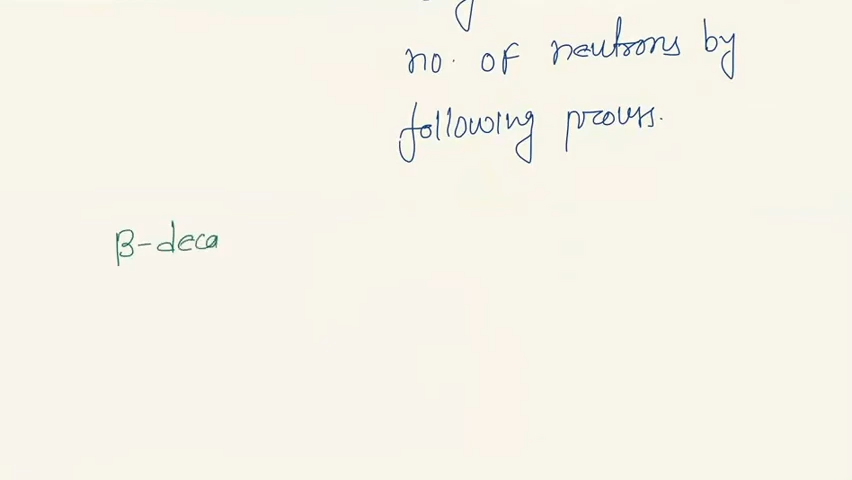 no. of neutrons by
following process.
β-deca